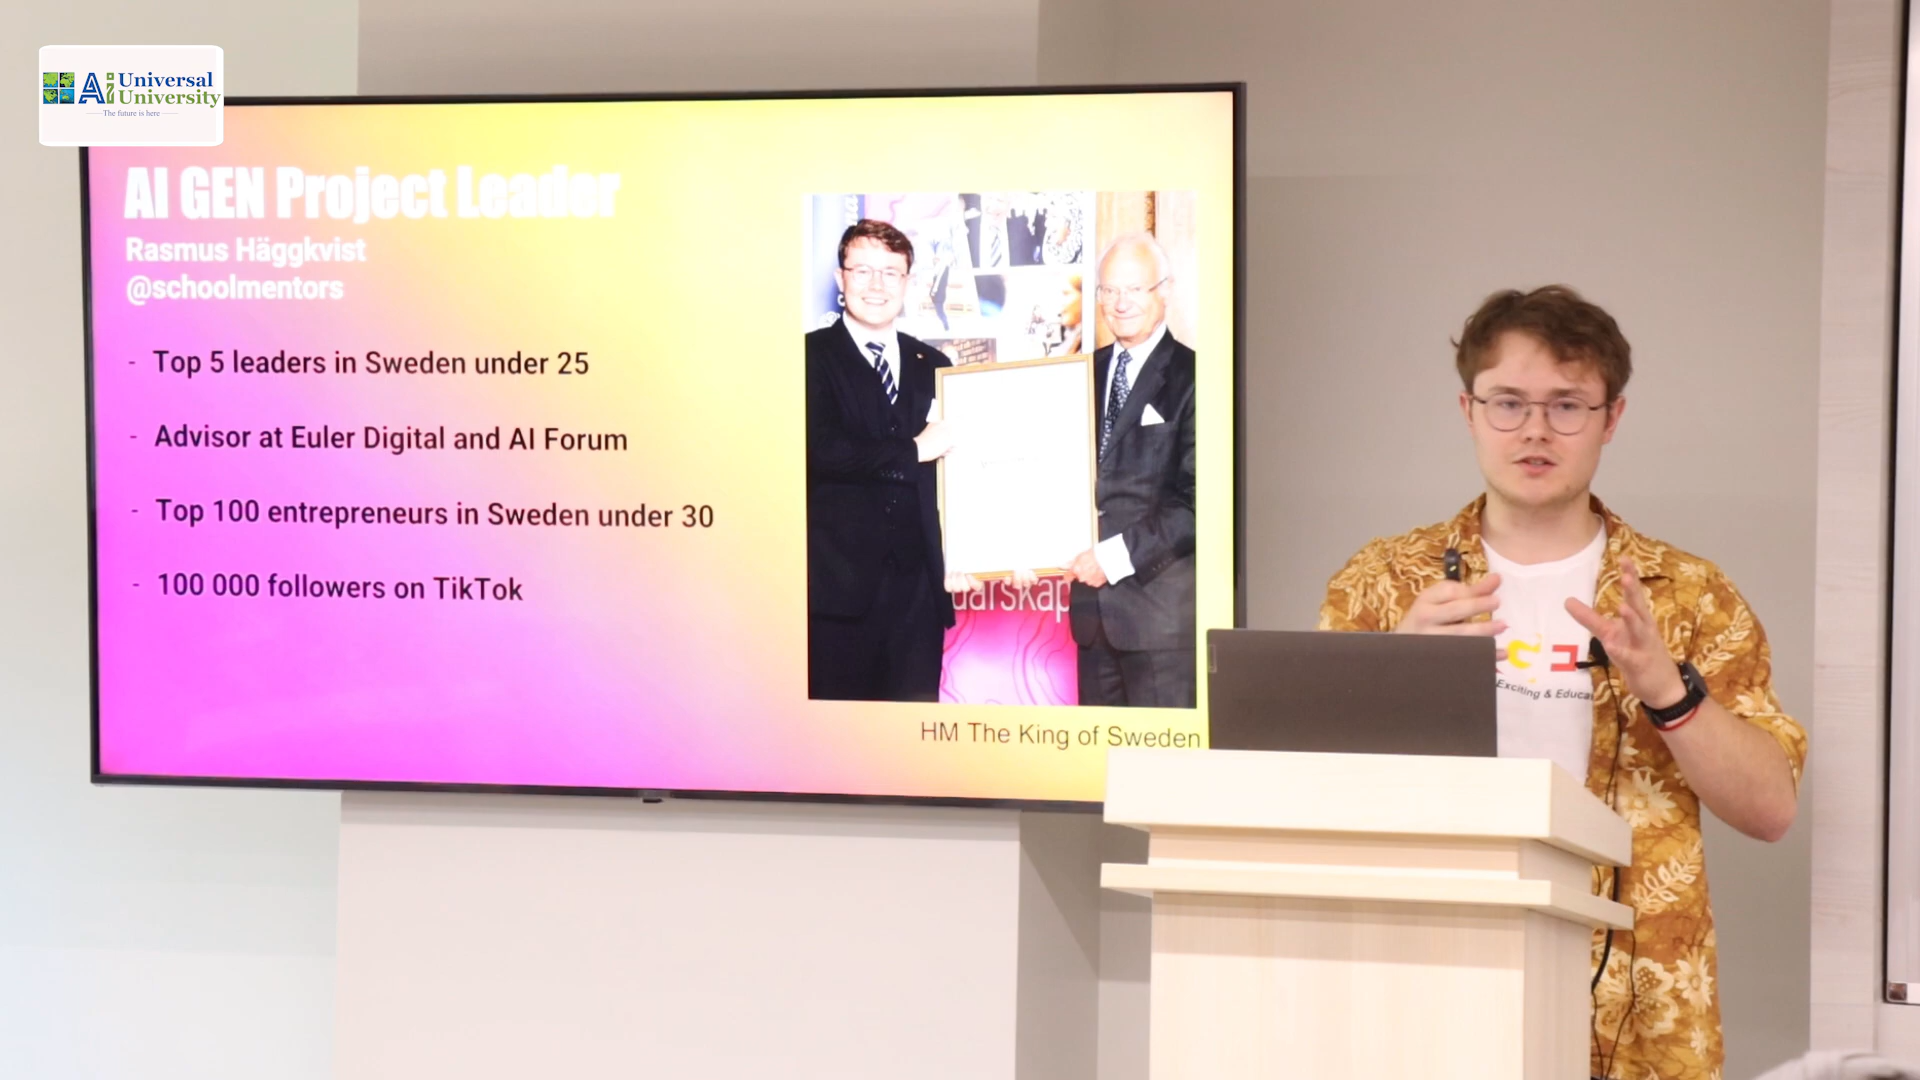 Ai Universal
University
The future is here
AI GEN Project Leader
Rasmus Häggkvist
@schoolmentors
- Top 5 leaders in Sweden under 25
- Advisor at Euler Digital and AI Forum
- Top 100 entrepreneurs in Sweden under 30
- 100 000 followers on TikTok
darskap
HM The King of Sweden
Exciting & Educa